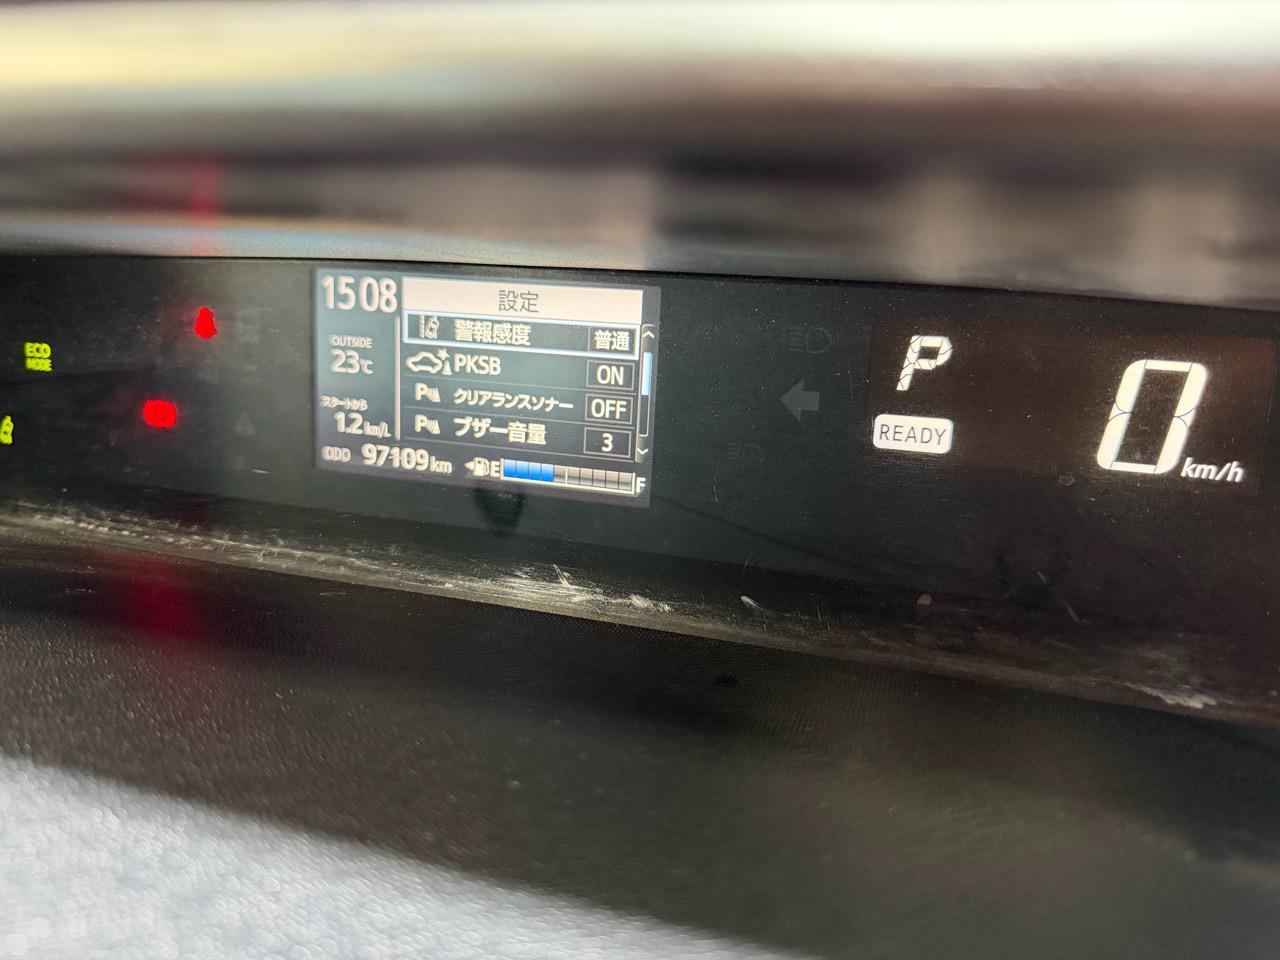 ECO
MODE
15 08
OUTSIDE
23℃
スタートから
1.2 km/L
ODO 97109km
設定
警報感度 普通
PKSB ON
P クリアランスソナー OFF
P ブザー音量 3
E F
P
READY
0 km/h